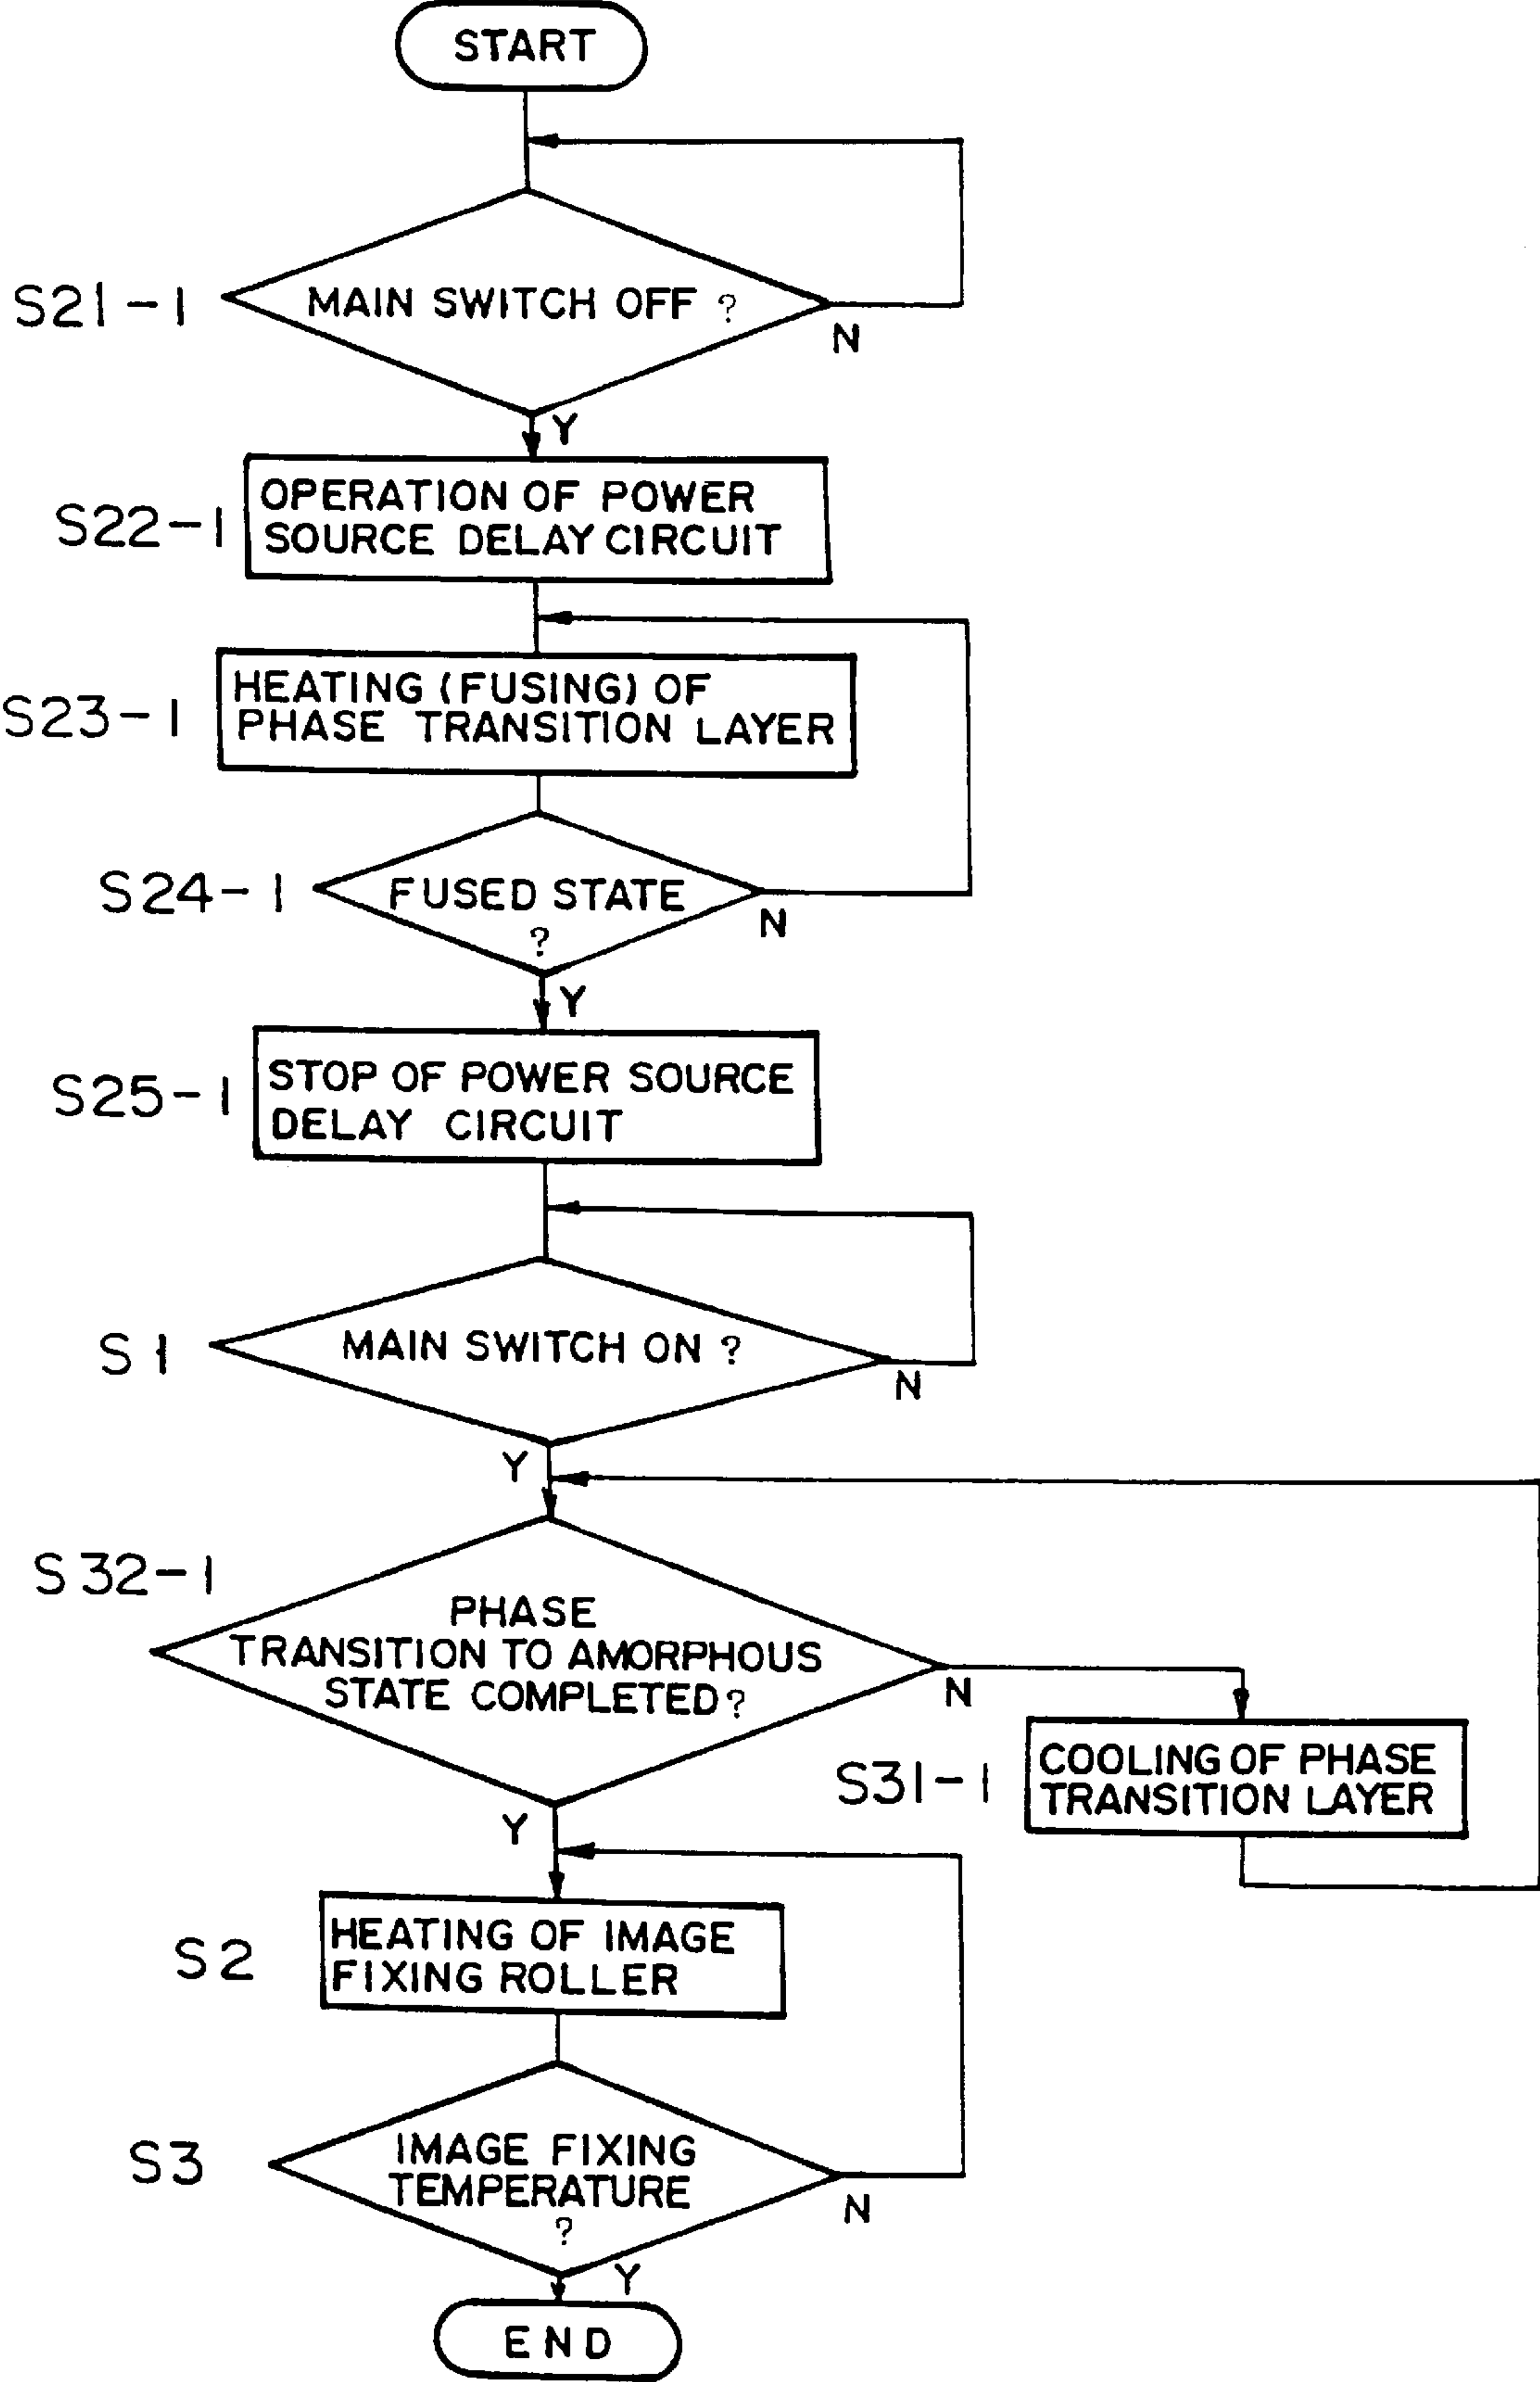 START
S21-1
MAIN SWITCH OFF ?
N
Y
S22-1
OPERATION OF POWER
SOURCE DELAY CIRCUIT
S23-1
HEATING (FUSING) OF
PHASE TRANSITION LAYER
S24-1
FUSED STATE
?
N
Y
S25-1
STOP OF POWER SOURCE
DELAY CIRCUIT
S1
MAIN SWITCH ON ?
N
Y
S32-1
PHASE
TRANSITION TO AMORPHOUS
STATE COMPLETED?
N
S31-1
COOLING OF PHASE
TRANSITION LAYER
Y
S2
HEATING OF IMAGE
FIXING ROLLER
S3
IMAGE FIXING
TEMPERATURE
?
N
Y
END